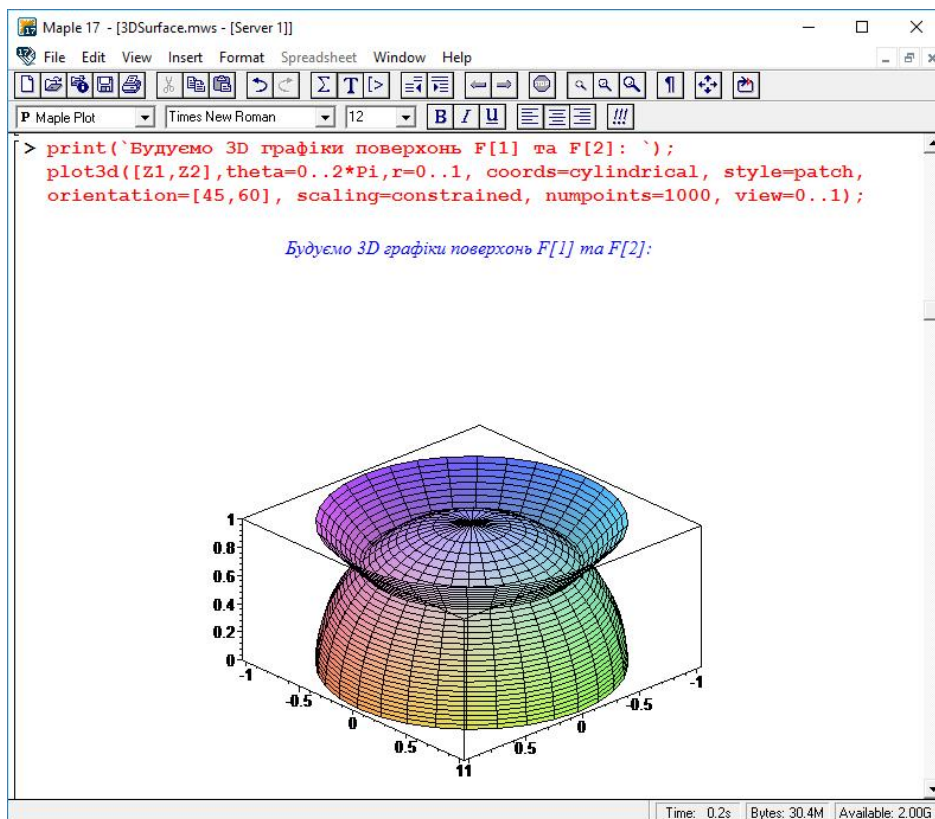 Maple 17 - [3DSurface.mws - [Server 1]]
File Edit View Insert Format Spreadsheet Window Help
P Maple Plot Times New Roman 12 B I U !!!
> print(`Будуємо 3D графіки поверхонь F[1] та F[2]: `);
plot3d([Z1,Z2],theta=0..2*Pi,r=0..1, coords=cylindrical, style=patch,
orientation=[45,60], scaling=constrained, numpoints=1000, view=0..1);
Будуємо 3D графіки поверхонь F[1] та F[2]:
1
0.8
0.6
0.4
0.2
0
-1
-0.5
0
0.5
11
0.5
0
-0.5
-1
Time: 0.2s Bytes: 30.4M Available: 2.00G